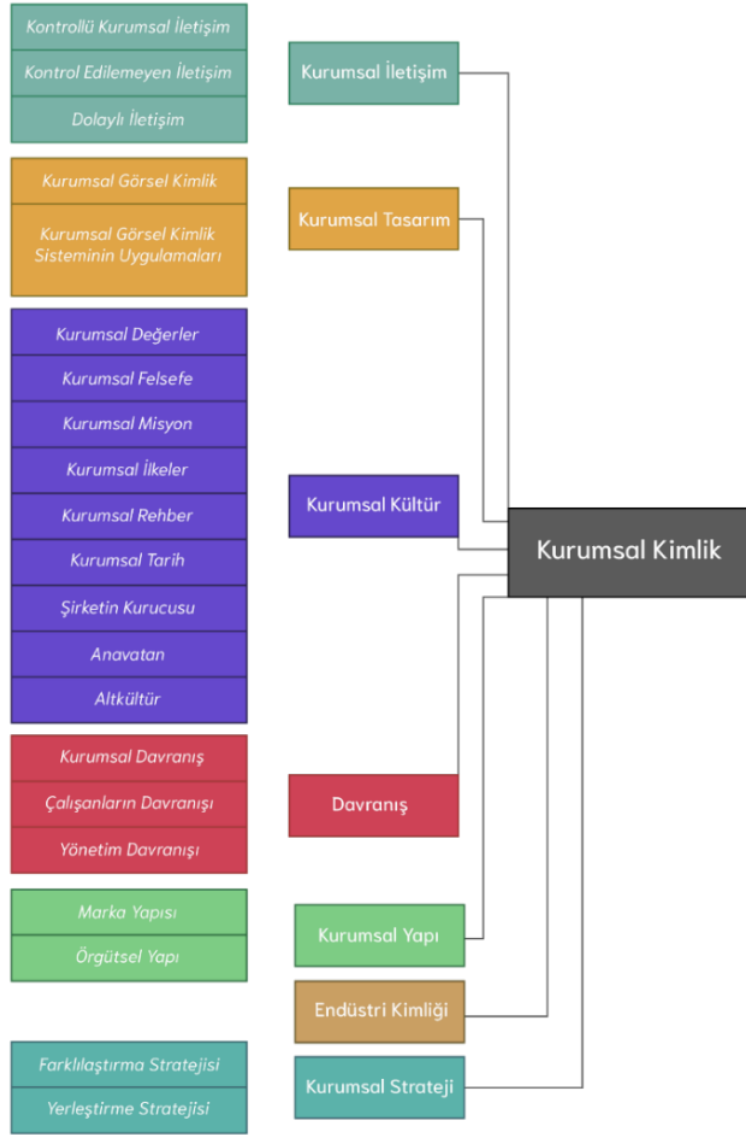 Kontrollü Kurumsal İletişim
Kontrol Edilemeyen İletişim
Dolaylı İletişim
Kurumsal İletişim
Kurumsal Görsel Kimlik
Kurumsal Görsel Kimlik
Sisteminin Uygulamaları
Kurumsal Tasarım
Kurumsal Değerler
Kurumsal Felsefe
Kurumsal Misyon
Kurumsal İlkeler
Kurumsal Rehber
Kurumsal Tarih
Şirketin Kurucusu
Anavatan
Altkültür
Kurumsal Kültür
Kurumsal Kimlik
Kurumsal Davranış
Çalışanların Davranışı
Yönetim Davranışı
Davranış
Marka Yapısı
Örgütsel Yapı
Kurumsal Yapı
Endüstri Kimliği
Farklılaştırma Stratejisi
Yerleştirme Stratejisi
Kurumsal Strateji